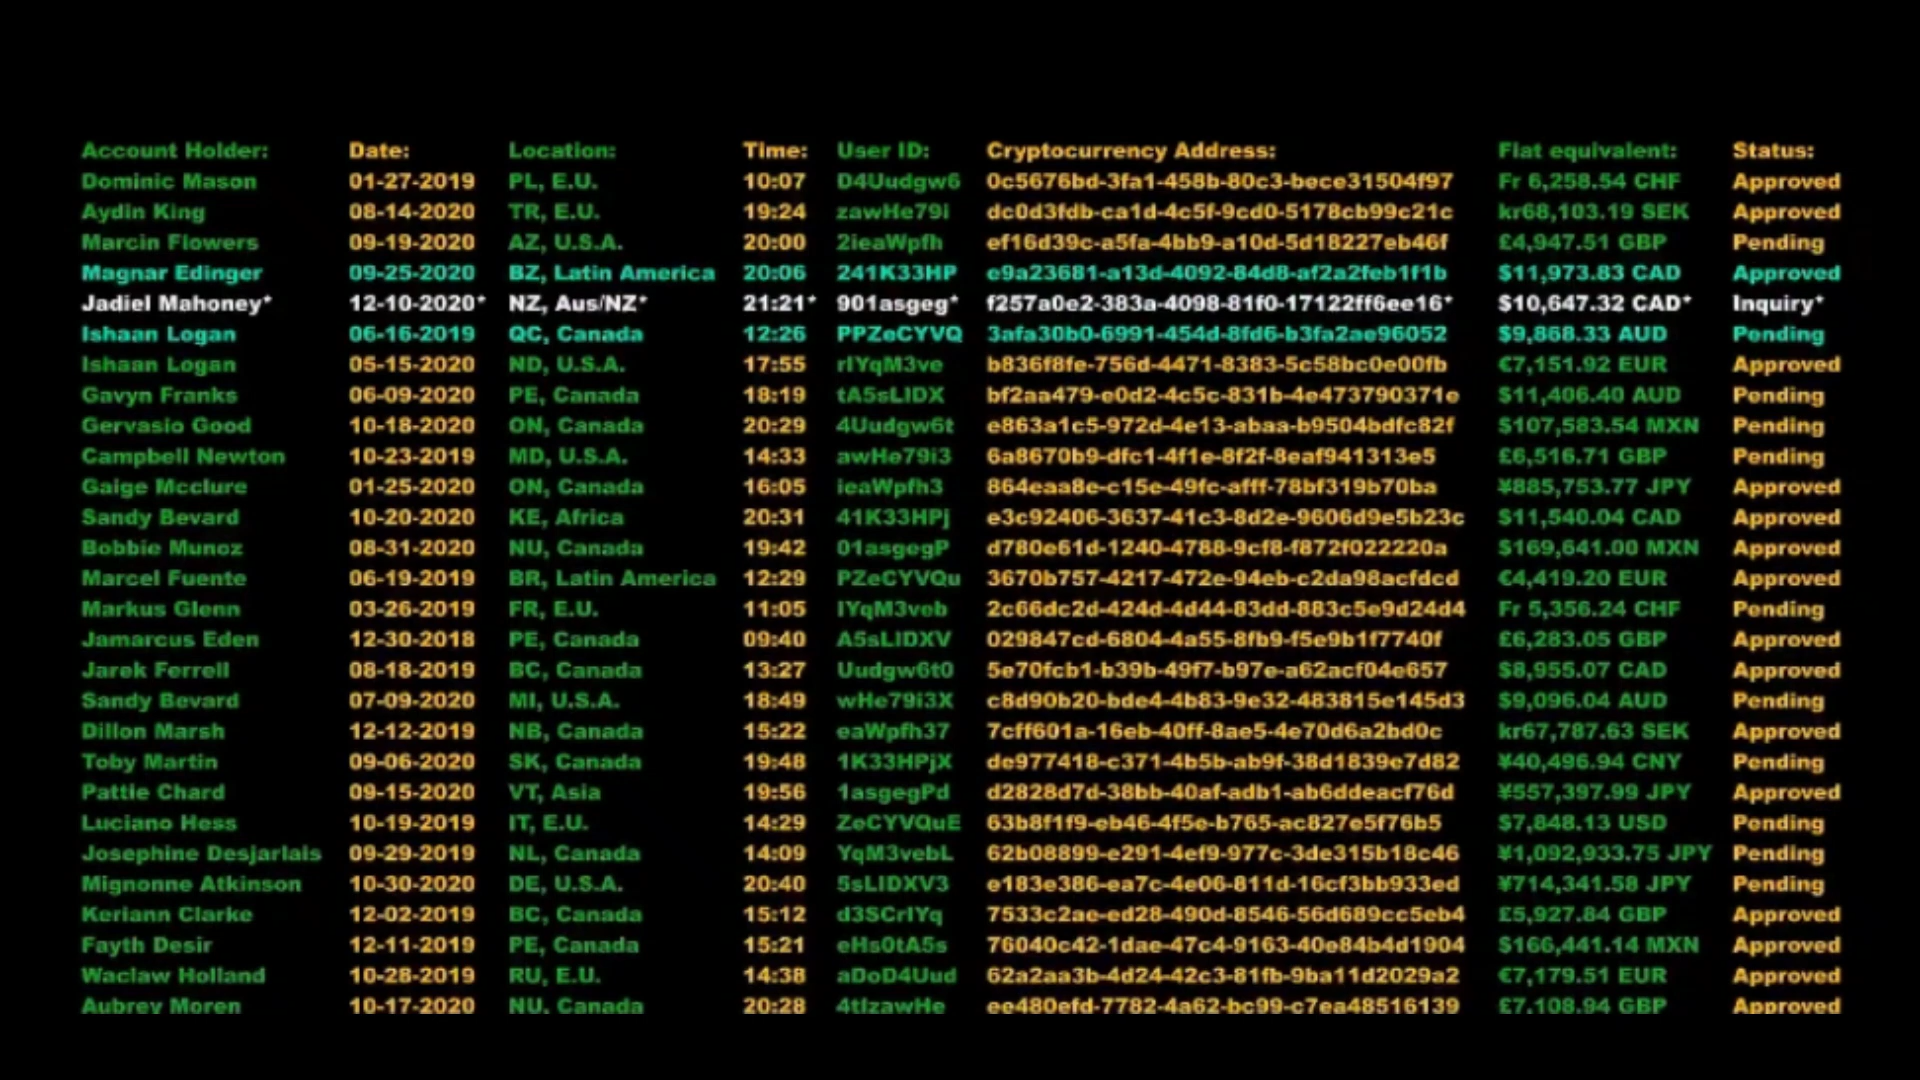 Account Holder: Date: Location: Time: User ID: Cryptocurrency Address: Fiat equivalent: Status:
Dominic Mason 01-27-2019 PL, E.U. 10:07 D4Uudgw6 0c5676bd-3fa1-458b-80c3-bece31504f97 Fr 6,258.54 CHF Approved
Aydin King 08-14-2020 TR, E.U. 19:24 zawHe79i dc0d3fdb-ca1d-4c5f-9cd0-5178cb99c21c kr68,103.19 SEK Approved
Marcin Flowers 09-19-2020 AZ, U.S.A. 20:00 2ieaWpfh ef16d39c-a5fa-4bb9-a10d-5d18227eb46f £4,947.51 GBP Pending
Magnar Edinger 09-25-2020 BZ, Latin America 20:06 241K33HP e9a23681-a13d-4092-84d8-af2a2feb1f1b $11,973.83 CAD Approved
Jadiel Mahoney* 12-10-2020* NZ, Aus/NZ* 21:21* 901asgeg* f257a0e2-383a-4098-81f0-17122ff6ee16* $10,647.32 CAD* Inquiry*
Ishaan Logan 06-16-2019 QC, Canada 12:26 PPZeCYVQ 3afa30b0-6991-454d-8fd6-b3fa2ae96052 $9,868.33 AUD Pending
Ishaan Logan 05-15-2020 ND, U.S.A. 17:55 rIYqM3ve b836f8fe-756d-4471-8383-5c58bc0e00fb €7,151.92 EUR Approved
Gavyn Franks 06-09-2020 PE, Canada 18:19 tA5sLIDX bf2aa479-e0d2-4c5c-831b-4e473790371e $11,406.40 AUD Pending
Gervasio Good 10-18-2020 ON, Canada 20:29 4Uudgw6t e863a1c5-972d-4e13-abaa-b9504bdfc82f $107,583.54 MXN Pending
Campbell Newton 10-23-2019 MD, U.S.A. 14:33 awHe79i3 6a8670b9-dfc1-4f1e-8f2f-8eaf941313e5 £6,516.71 GBP Pending
Gaige Mcclure 01-25-2020 ON, Canada 16:05 ieaWpfh3 864eaa8e-c15e-49fc-afff-78bf319b70ba ¥885,753.77 JPY Approved
Sandy Bevard 10-20-2020 KE, Africa 20:31 41K33HPj e3c92406-3637-41c3-8d2e-9606d9e5b23c $11,540.04 CAD Approved
Bobbie Munoz 08-31-2020 NU, Canada 19:42 01asgegP d780e61d-1240-4788-9cf8-f872f022220a $169,641.00 MXN Approved
Marcel Fuente 06-19-2019 BR, Latin America 12:29 PZeCYVQu 3670b757-4217-472e-94eb-c2da98acfdcd €4,419.20 EUR Approved
Markus Glenn 03-26-2019 FR, E.U. 11:05 IYqM3veb 2c66dc2d-424d-4d44-83dd-883c5e9d24d4 Fr 5,356.24 CHF Pending
Jamarcus Eden 12-30-2018 PE, Canada 09:40 A5sLIDXV 029847cd-6804-4a55-8fb9-f5e9b1f7740f £6,283.05 GBP Approved
Jarek Ferrell 08-18-2019 BC, Canada 13:27 Uudgw6t0 5e70fcb1-b39b-49f7-b97e-a62acf04e657 $8,955.07 CAD Approved
Sandy Bevard 07-09-2020 MI, U.S.A. 18:49 wHe79i3X c8d90b20-bde4-4b83-9e32-483815e145d3 $9,096.04 AUD Pending
Dillon Marsh 12-12-2019 NB, Canada 15:22 eaWpfh37 7cff601a-16eb-40ff-8ae5-4e70d6a2bd0c kr67,787.63 SEK Approved
Toby Martin 09-06-2020 SK, Canada 19:48 1K33HPjX de977418-c371-4b5b-ab9f-38d1839e7d82 ¥40,496.94 CNY Pending
Pattie Chard 09-15-2020 VT, Asia 19:56 1asgegPd d2828d7d-38bb-40af-adb1-ab6ddeacf76d ¥557,397.99 JPY Approved
Luciano Hess 10-19-2019 IT, E.U. 14:29 ZeCYVQuE 63b8f1f9-eb46-4f5e-b765-ac827e5f76b5 $7,848.13 USD Pending
Josephine Desjarlais 09-29-2019 NL, Canada 14:09 YqM3vebL 62b08899-e291-4ef9-977c-3de315b18c46 ¥1,092,933.75 JPY Pending
Mignonne Atkinson 10-30-2020 DE, U.S.A. 20:40 5sLIDXV3 e183e386-ea7c-4e06-811d-16cf3bb933ed ¥714,341.58 JPY Pending
Keriann Clarke 12-02-2019 BC, Canada 15:12 d3SCrIYq 7533c2ae-ed28-490d-8546-56d689cc5eb4 £5,927.84 GBP Approved
Fayth Desir 12-11-2019 PE, Canada 15:21 eHs0tA5s 76040c42-1dae-47c4-9163-40e84b4d1904 $166,441.14 MXN Approved
Waclaw Holland 10-28-2019 RU, E.U. 14:38 aDoD4Uud 62a2aa3b-4d24-42c3-81fb-9ba11d2029a2 €7,179.51 EUR Approved
Aubrey Moren 10-17-2020 NU, Canada 20:28 4tIzawHe ee480efd-7782-4a62-bc99-c7ea48516139 £7,108.94 GBP Approved